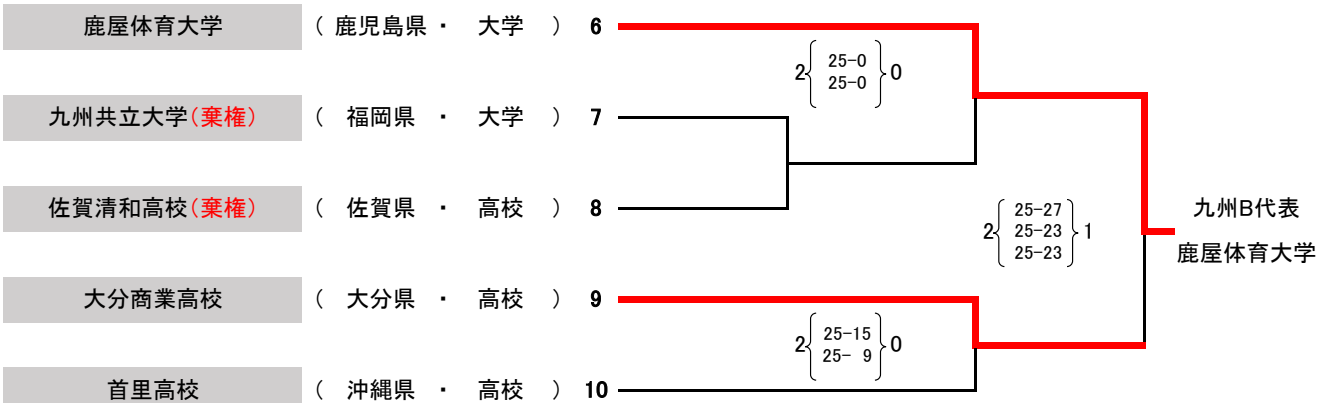 鹿屋体育大学 （ 鹿児島県 ・ 大学 ） 6
2 25-0 0
25-0
九州共立大学（棄権） （ 福岡県 ・ 大学 ） 7
佐賀清和高校（棄権） （ 佐賀県 ・ 高校 ） 8
2 25-27 1
25-23
25-23
九州B代表
鹿屋体育大学
大分商業高校 （ 大分県 ・ 高校 ） 9
2 25-15 0
25- 9
首里高校 （ 沖縄県 ・ 高校 ） 10